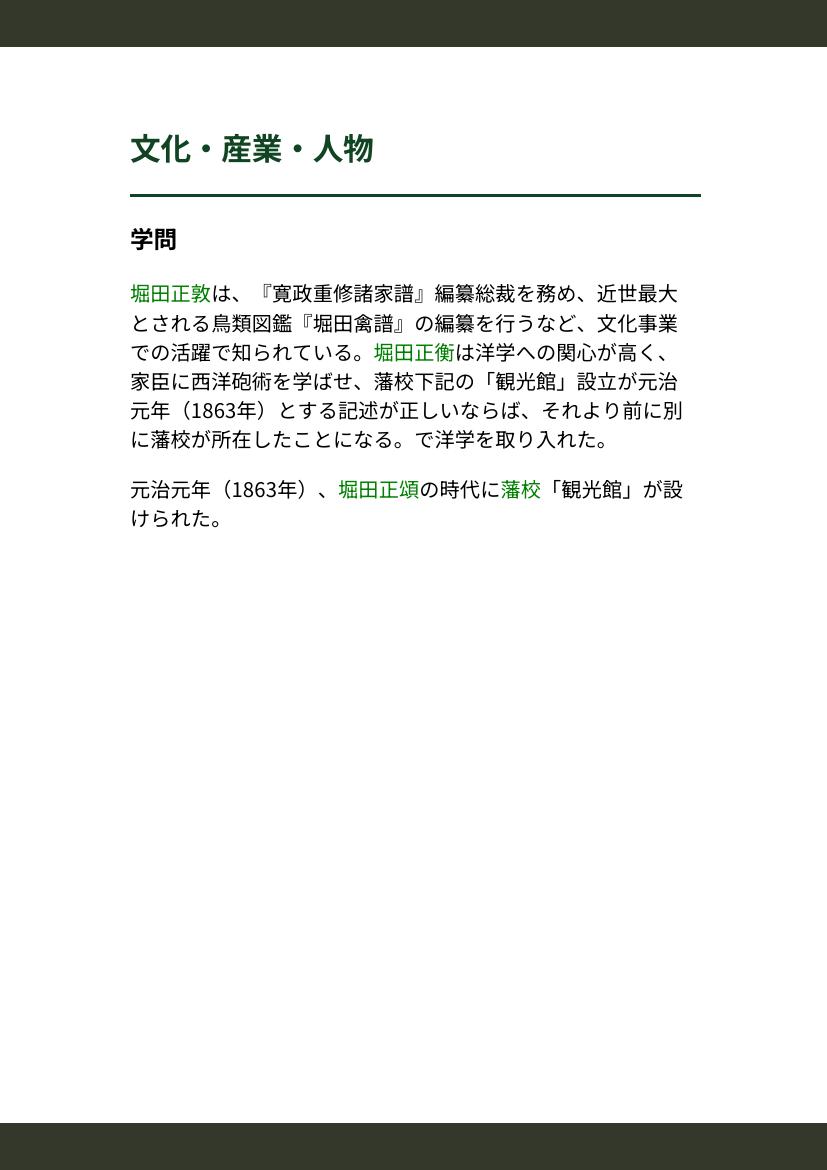 文化・産業・人物
学問
堀田正敦は、『寛政重修諸家譜』編纂総裁を務め、近世最大
とされる鳥類図鑑『堀田禽譜』の編纂を行うなど、文化事業
での活躍で知られている。堀田正衡は洋学への関心が高く、
家臣に西洋砲術を学ばせ、藩校下記の「観光館」設立が元治
元年（1863年）とする記述が正しいならば、それより前に別
に藩校が所在したことになる。で洋学を取り入れた。
元治元年（1863年）、堀田正頌の時代に藩校「観光館」が設
けられた。